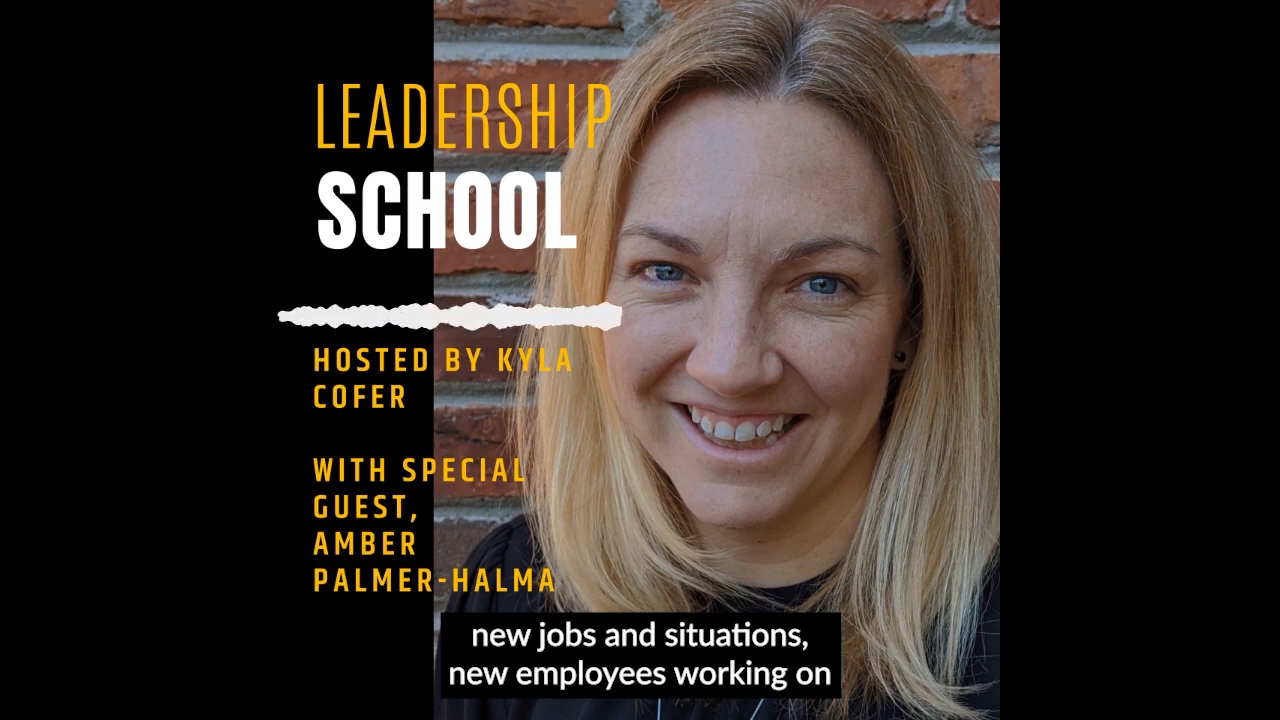 LEADERSHIP
SCHOOL
HOSTED BY KYLA
COFER
WITH SPECIAL
GUEST,
AMBER
PALMER-HALMA
new jobs and situations,
new employees working on